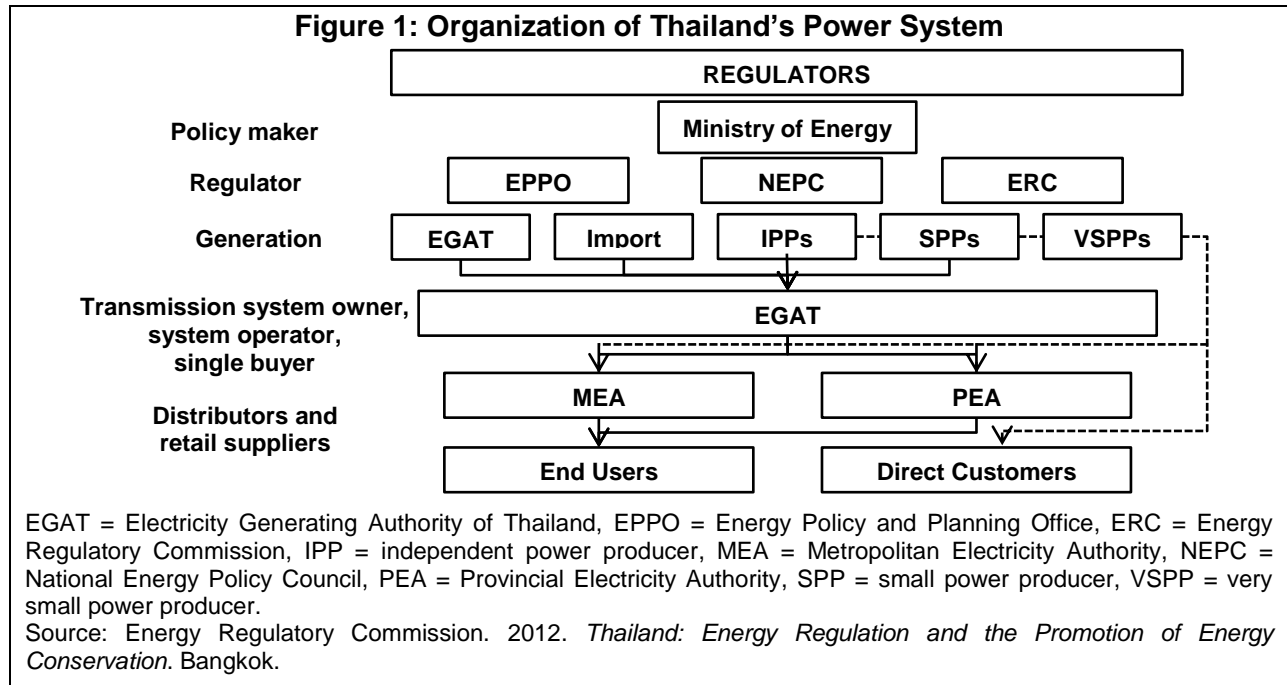 Figure 1: Organization of Thailand's Power System
REGULATORS
Policy maker
Ministry of Energy
Regulator
EPPO
NEPC
ERC
Generation
EGAT
Import
IPPs
SPPs
VSPPs
Transmission system owner,
system operator,
single buyer
EGAT
Distributors and
retail suppliers
MEA
PEA
End Users
Direct Customers
EGAT = Electricity Generating Authority of Thailand, EPPO = Energy Policy and Planning Office, ERC = Energy
Regulatory Commission, IPP = independent power producer, MEA = Metropolitan Electricity Authority, NEPC =
National Energy Policy Council, PEA = Provincial Electricity Authority, SPP = small power producer, VSPP = very
small power producer.
Source: Energy Regulatory Commission. 2012. Thailand: Energy Regulation and the Promotion of Energy
Conservation. Bangkok.